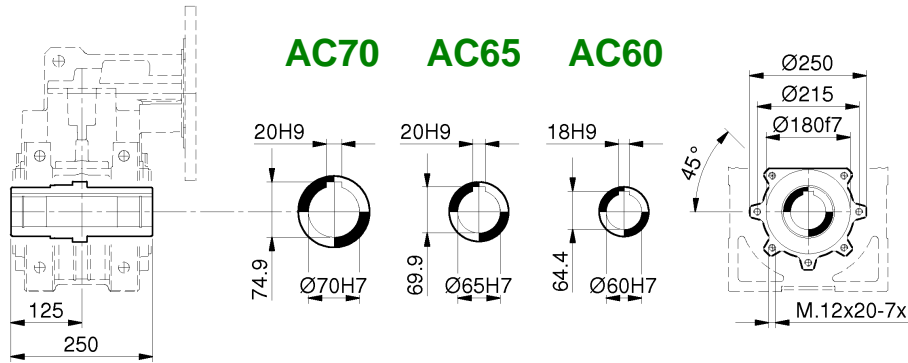 AC70 AC65 AC60
Ø250
Ø215
Ø180f7
20H9 20H9 18H9
45°
74.9 69.9 64.4
Ø70H7 Ø65H7 Ø60H7
125
250
M.12x20-7x